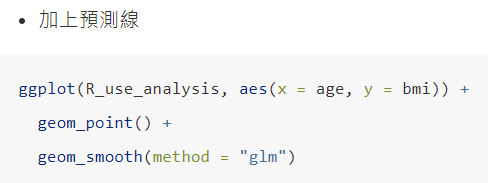 • 加上預測線
ggplot(R_use_analysis, aes(x = age, y = bmi)) +
  geom_point() +
  geom_smooth(method = "glm")